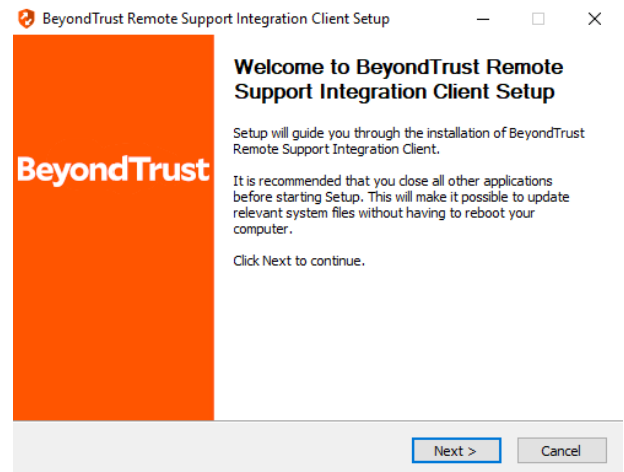 BeyondTrust Remote Support Integration Client Setup
Welcome to BeyondTrust Remote
Support Integration Client Setup
Setup will guide you through the installation of BeyondTrust
Remote Support Integration Client.
BeyondTrust
It is recommended that you close all other applications
before starting Setup. This will make it possible to update
relevant system files without having to reboot your
computer.
Click Next to continue.
Next >
Cancel